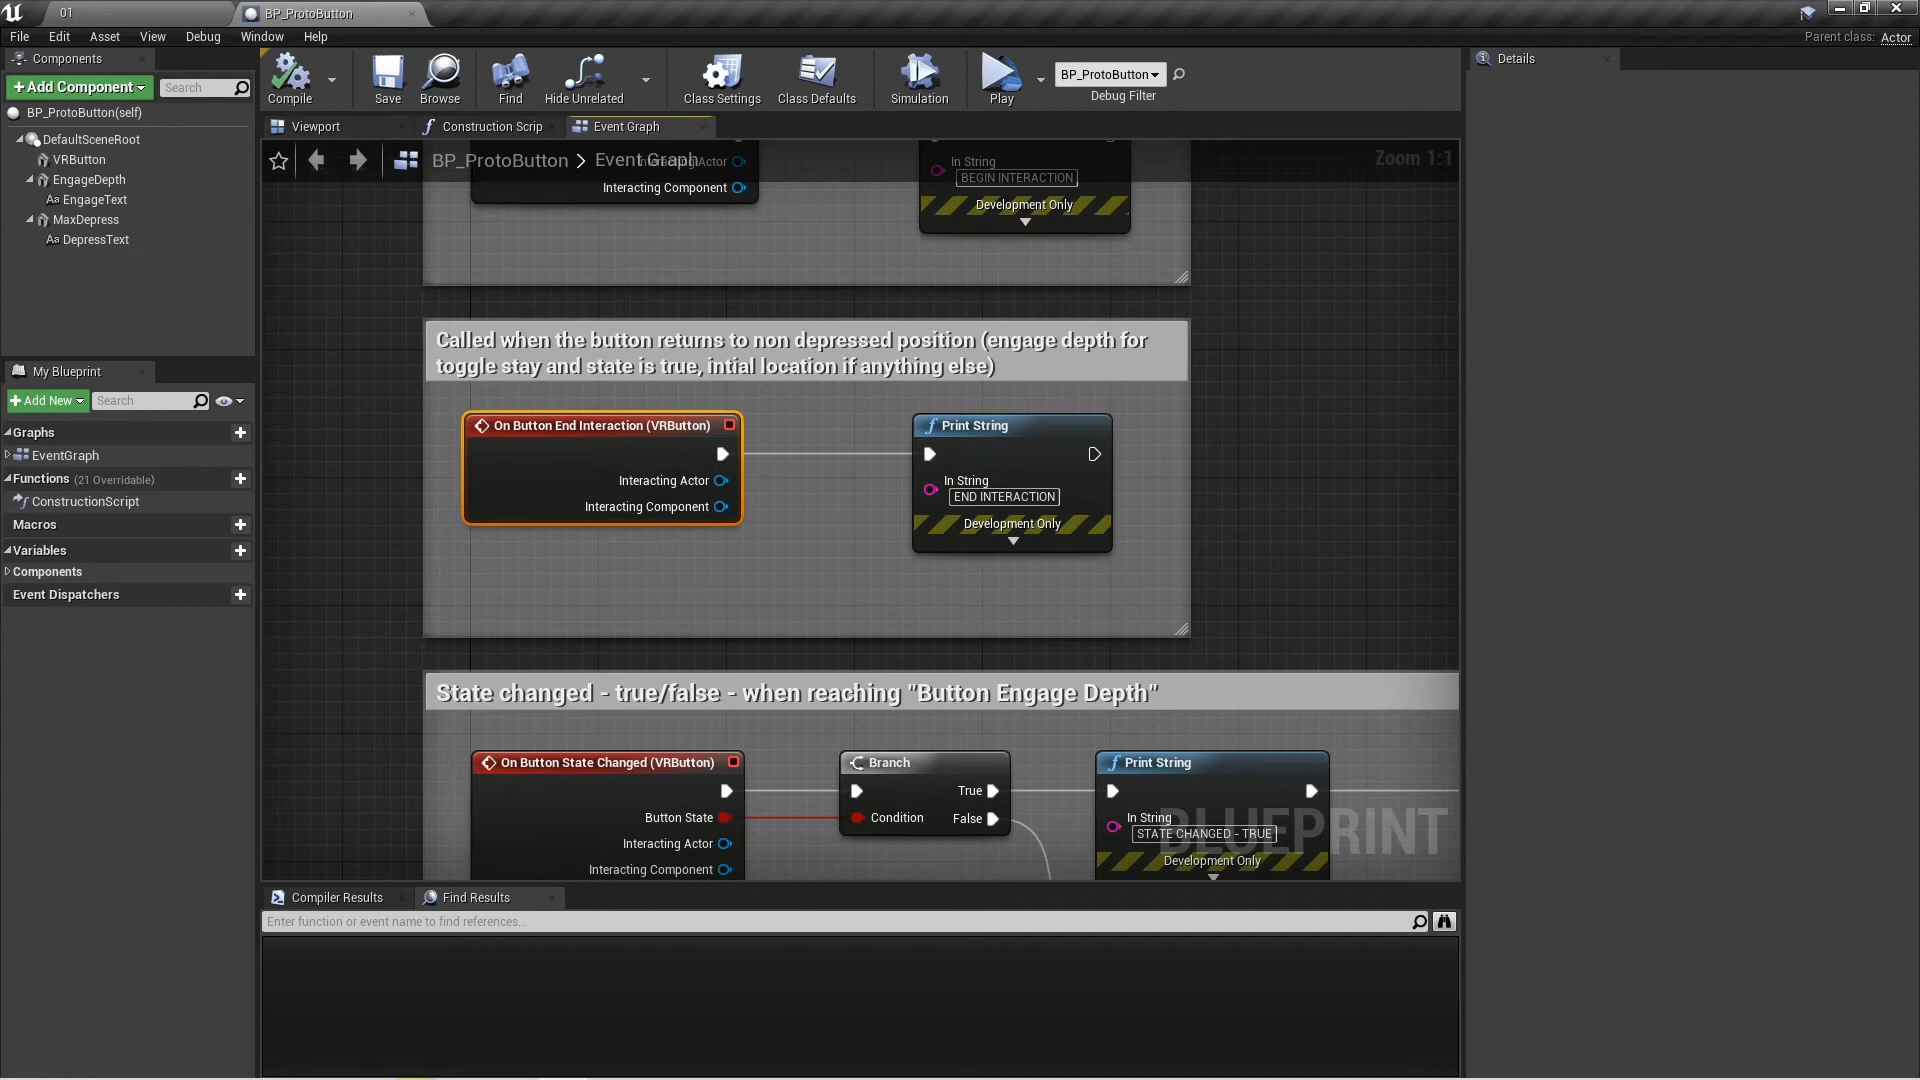 01
BP_ProtoButton
File Edit Asset View Debug Window Help
Parent class: Actor
Components
Details
Add Component
Search
Compile
Save
Browse
Find
Hide Unrelated
Class Settings
Class Defaults
Simulation
Play
BP_ProtoButton
Debug Filter
BP_ProtoButton(self)
DefaultSceneRoot
VRButton
EngageDepth
Aa EngageText
MaxDepress
Aa DepressText
Viewport
Construction Scrip
Event Graph
BP_ProtoButton > Event Graph
Zoom 1:1
Interacting Actor
Interacting Component
In String
BEGIN INTERACTION
Development Only
Called when the button returns to non depressed position (engage depth for
toggle stay and state is true, intial location if anything else)
My Blueprint
Add New
Search
Graphs
EventGraph
Functions (21 Overridable)
ConstructionScript
Macros
Variables
Components
Event Dispatchers
On Button End Interaction (VRButton)
Interacting Actor
Interacting Component
Print String
In String
END INTERACTION
Development Only
State changed - true/false - when reaching "Button Engage Depth"
On Button State Changed (VRButton)
Button State
Interacting Actor
Interacting Component
Branch
True
Condition
False
Print String
In String
STATE CHANGED - TRUE
Development Only
BLUEPRINT
Compiler Results
Find Results
Enter function or event name to find references...